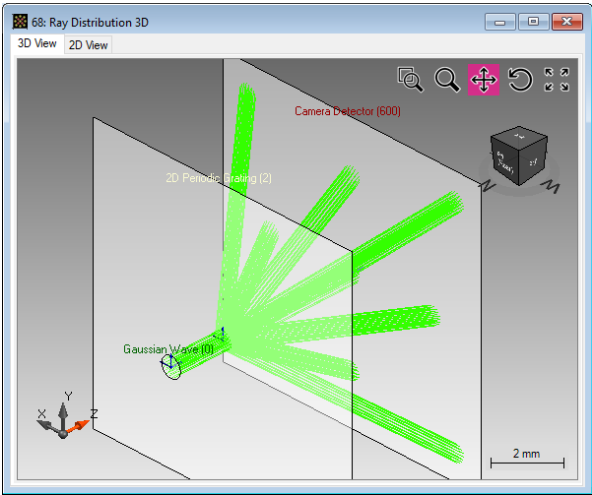 68: Ray Distribution 3D
3D View
2D View
Camera Detector (600)
2D Periodic Grating (2)
Gaussian Wave (0)
Y
X
Z
2 mm